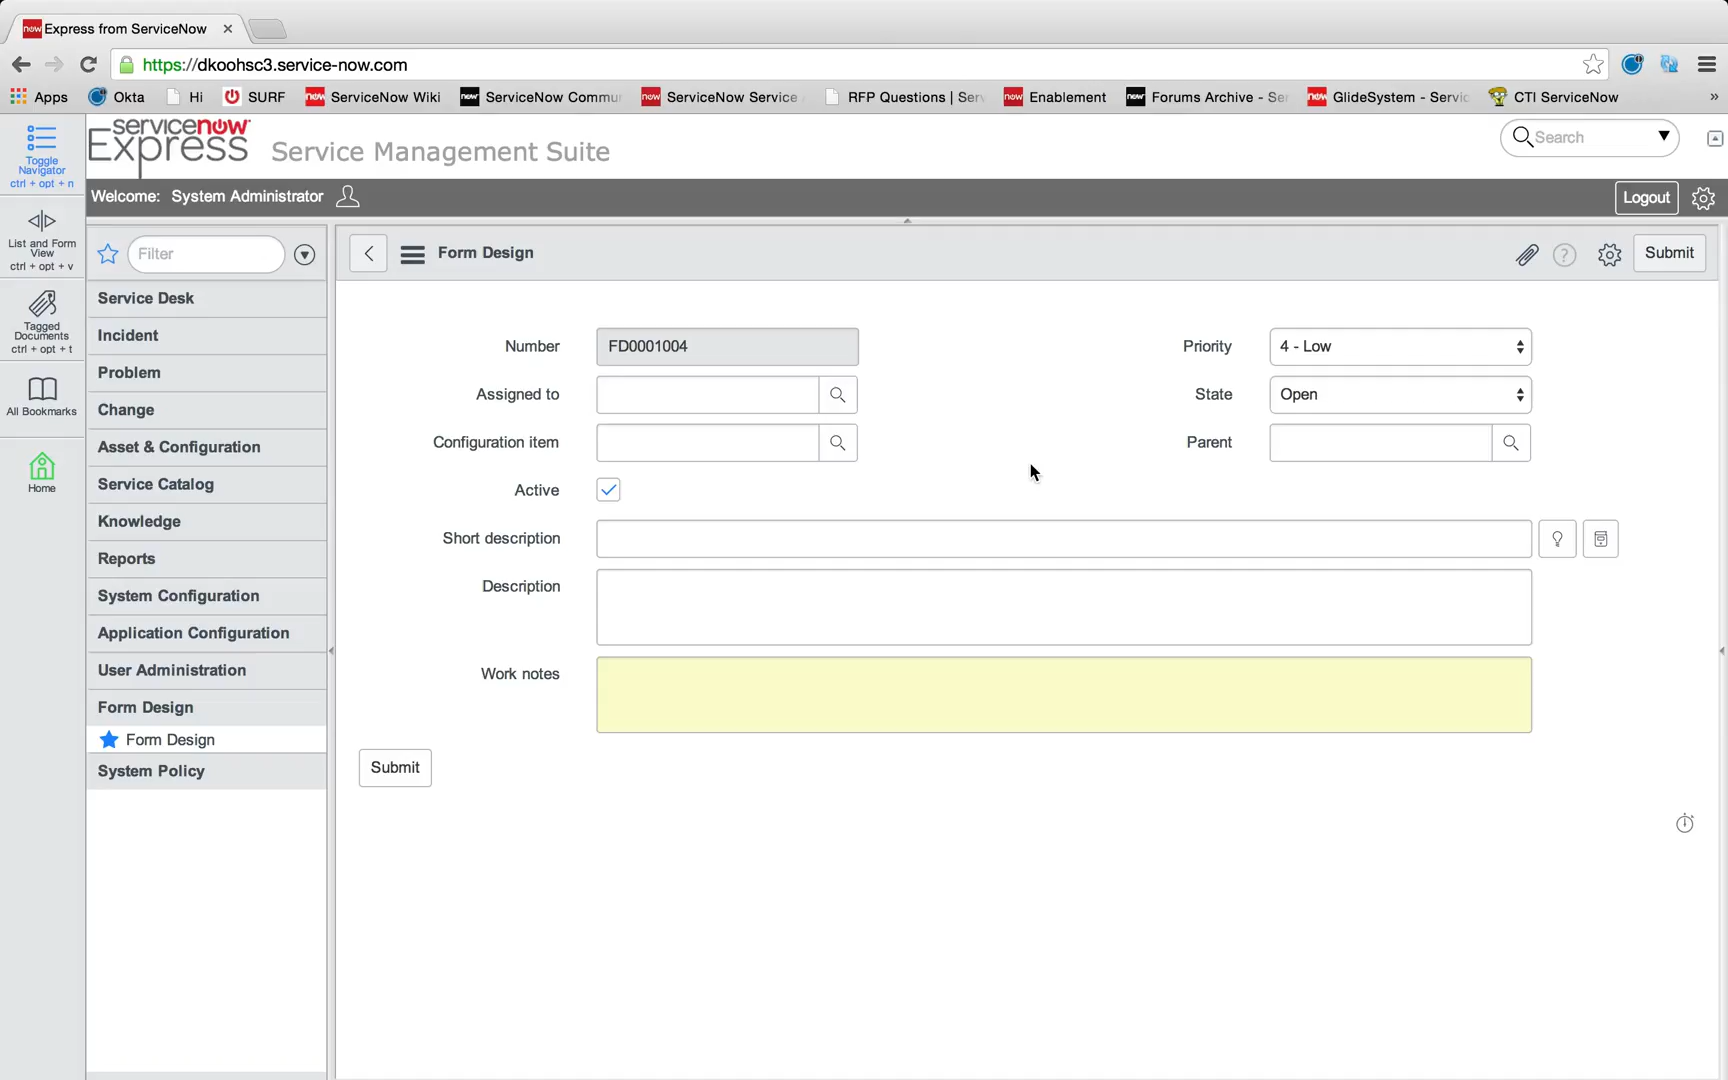 Express from ServiceNow
https://dkoohsc3.service-now.com
Apps
Okta
Hi
SURF
ServiceNow Wiki
ServiceNow Commur
ServiceNow Service
RFP Questions | Serv
Enablement
Forums Archive - Se
GlideSystem - Servic
CTI ServiceNow
»
Toggle
Navigator
ctrl + opt + n
servicenow
Express
Service Management Suite
Search
Welcome: System Administrator
Logout
List and Form
View
ctrl + opt + v
Tagged
Documents
ctrl + opt + t
All Bookmarks
Home
Filter
Service Desk
Incident
Problem
Change
Asset & Configuration
Service Catalog
Knowledge
Reports
System Configuration
Application Configuration
User Administration
Form Design
Form Design
System Policy
Form Design
Submit
Number
FD0001004
Priority
4 - Low
Assigned to
State
Open
Configuration item
Parent
Active
Short description
Description
Work notes
Submit